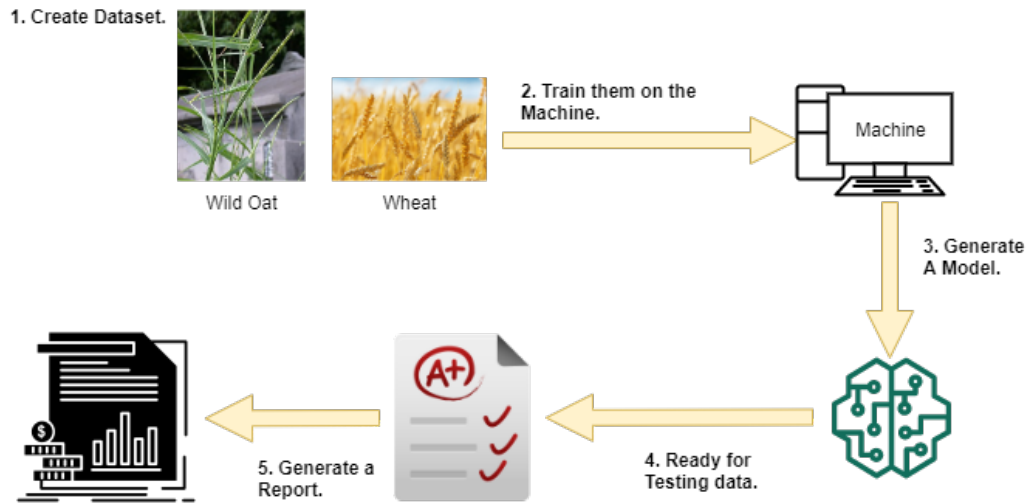 1. Create Dataset.
Wild Oat
Wheat
2. Train them on the
Machine.
Machine
3. Generate
A Model.
4. Ready for
Testing data.
A+
5. Generate a
Report.
$